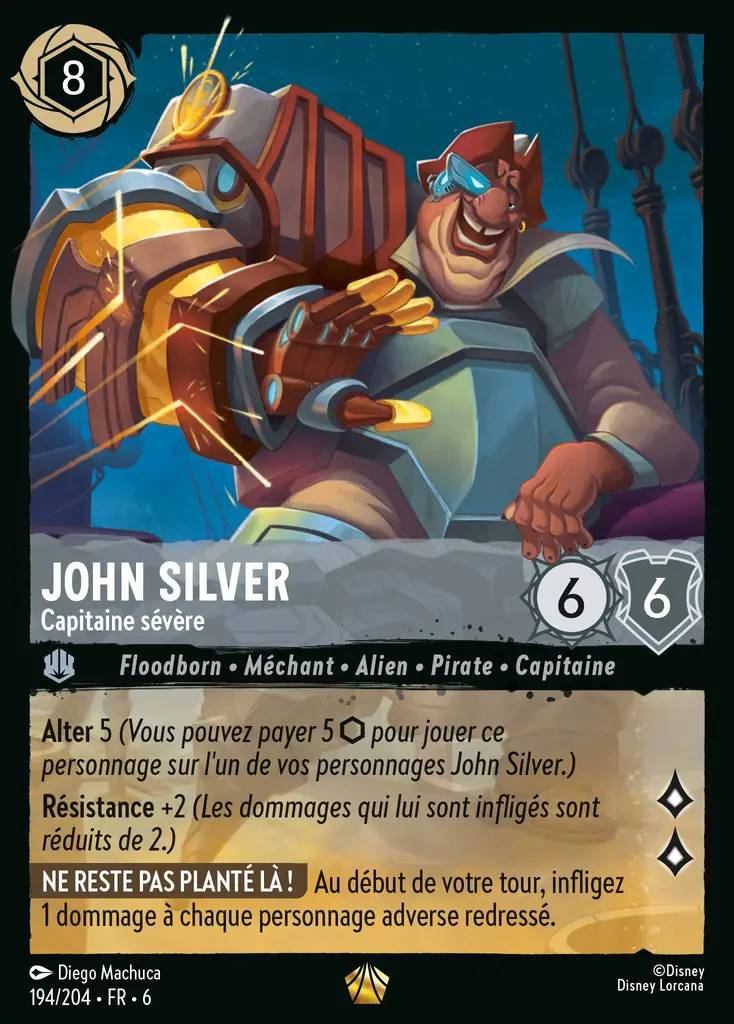 8
JOHN SILVER
Capitaine sévère
6
6
Floodborn • Méchant • Alien • Pirate • Capitaine
Alter 5 (Vous pouvez payer 5 pour jouer ce
personnage sur l'un de vos personnages John Silver.)
Résistance +2 (Les dommages qui lui sont infligés sont
réduits de 2.)
NE RESTE PAS PLANTÉ LÀ ! Au début de votre tour, infligez
1 dommage à chaque personnage adverse redressé.
Diego Machuca
©Disney
194/204 • FR • 6
Disney Lorcana